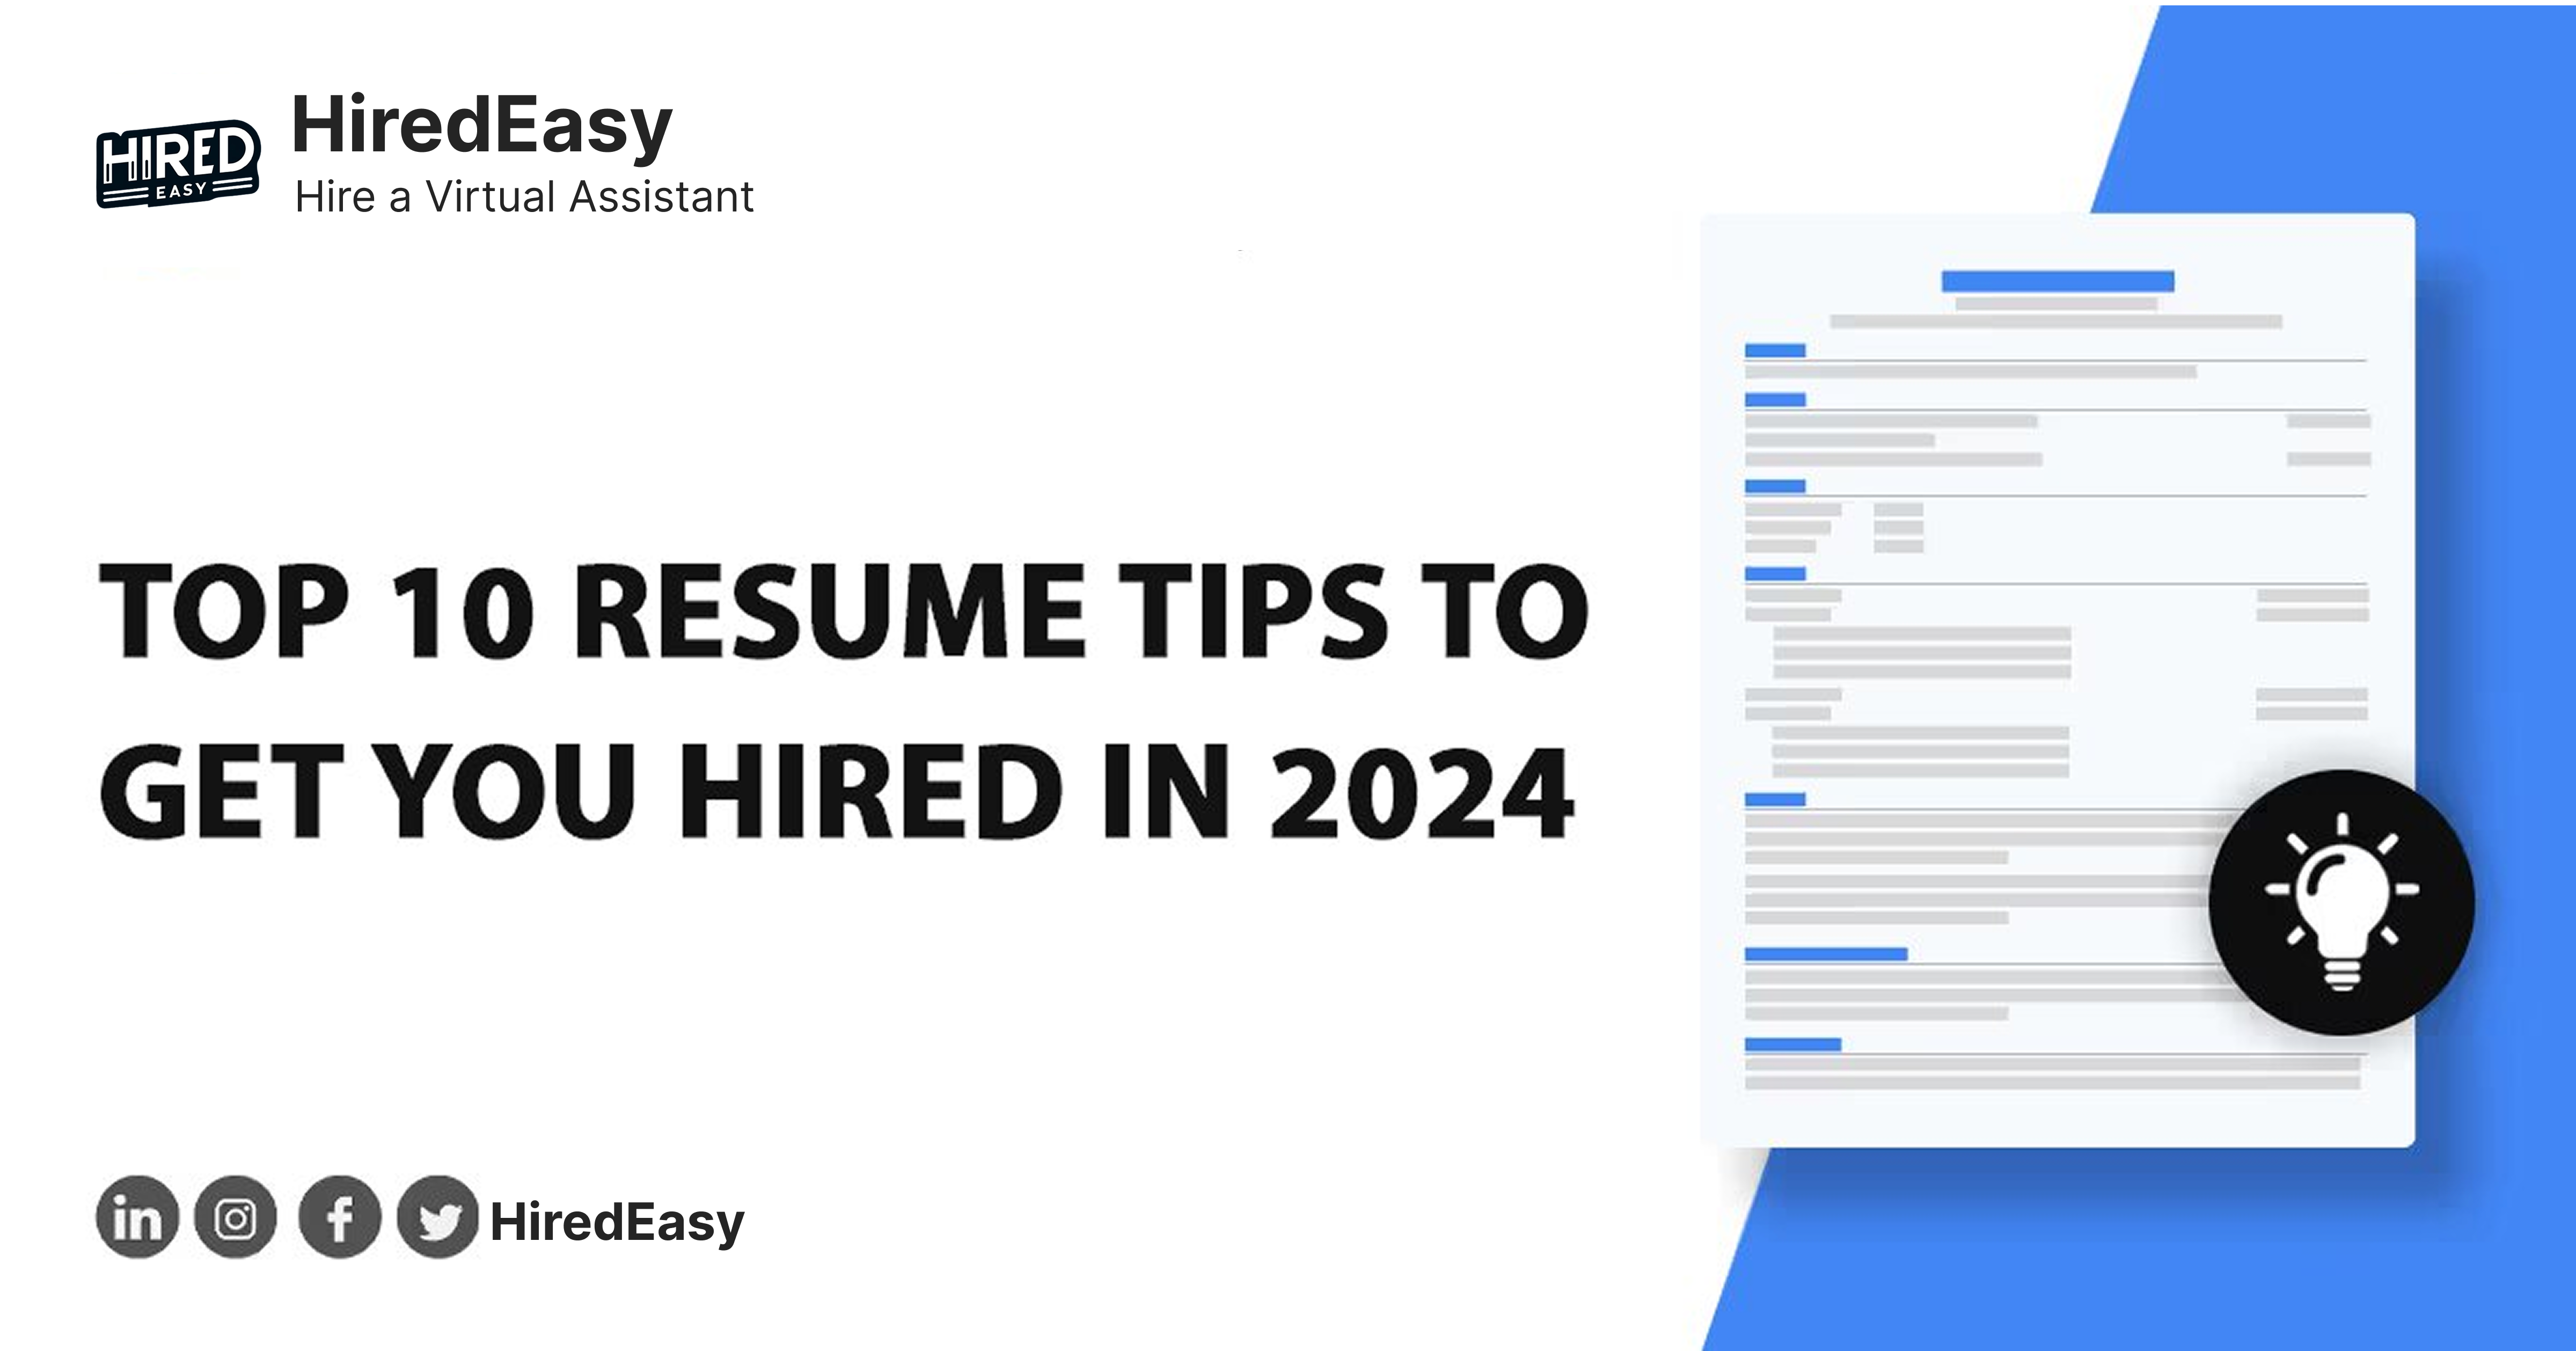 HIRED
EASY
HiredEasy
Hire a Virtual Assistant
TOP 10 RESUME TIPS TO
GET YOU HIRED IN 2024
in
f
HiredEasy